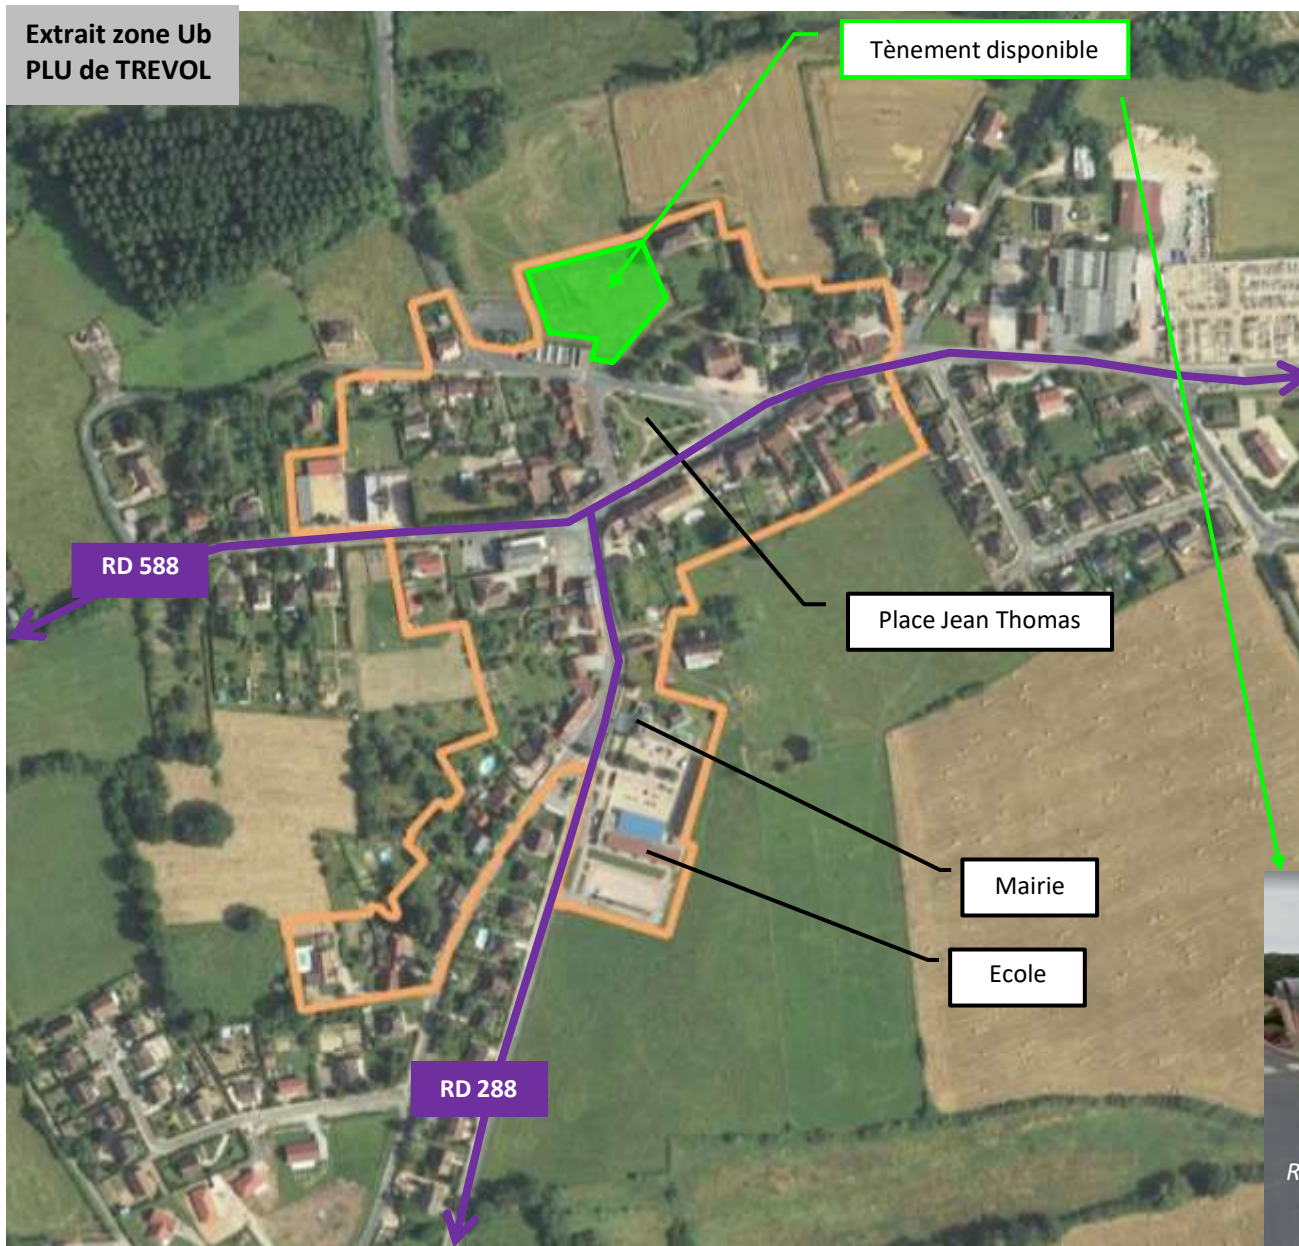 Extrait zone Ub
PLU de TREVOL
Tènement disponible
RD 588
Place Jean Thomas
Mairie
Ecole
RD 288
R